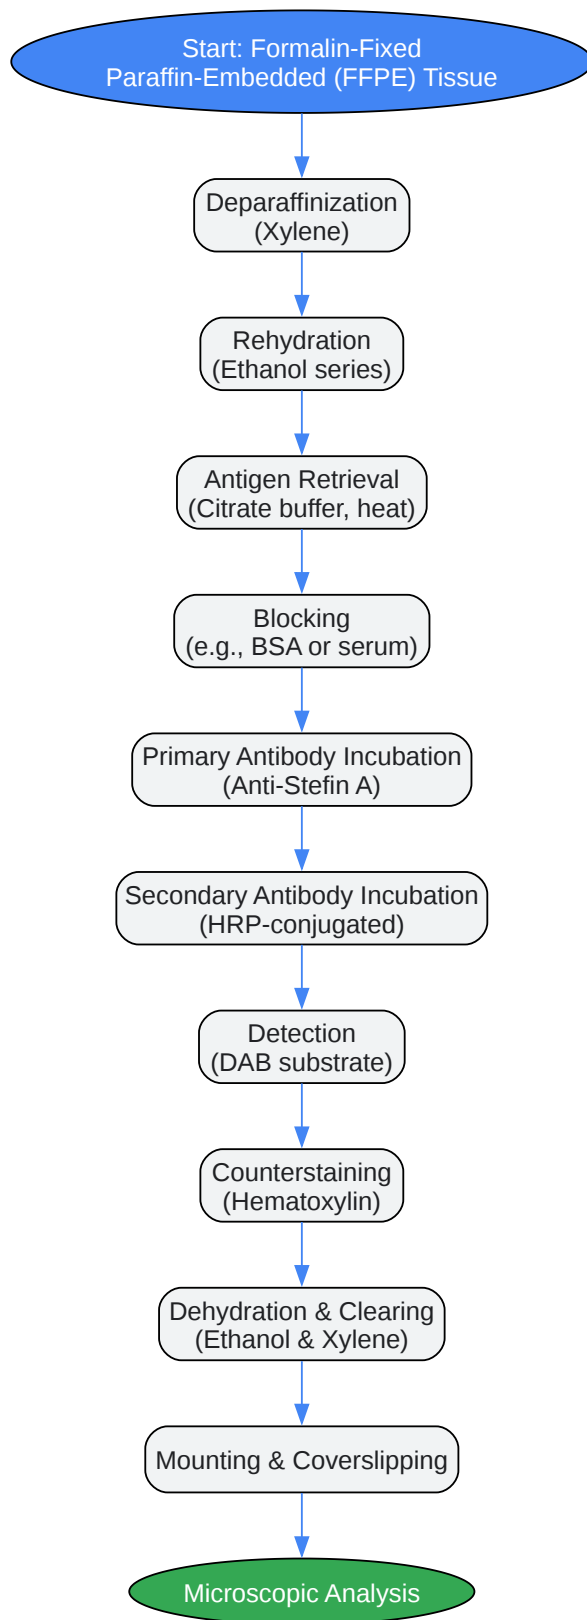 Start: Formalin-Fixed
Paraffin-Embedded (FFPE) Tissue
Deparaffinization
(Xylene)
Rehydration
(Ethanol series)
Antigen Retrieval
(Citrate buffer, heat)
Blocking
(e.g., BSA or serum)
Primary Antibody Incubation
(Anti-Stefin A)
Secondary Antibody Incubation
(HRP-conjugated)
Detection
(DAB substrate)
Counterstaining
(Hematoxylin)
Dehydration & Clearing
(Ethanol & Xylene)
Mounting & Coverslipping
Microscopic Analysis